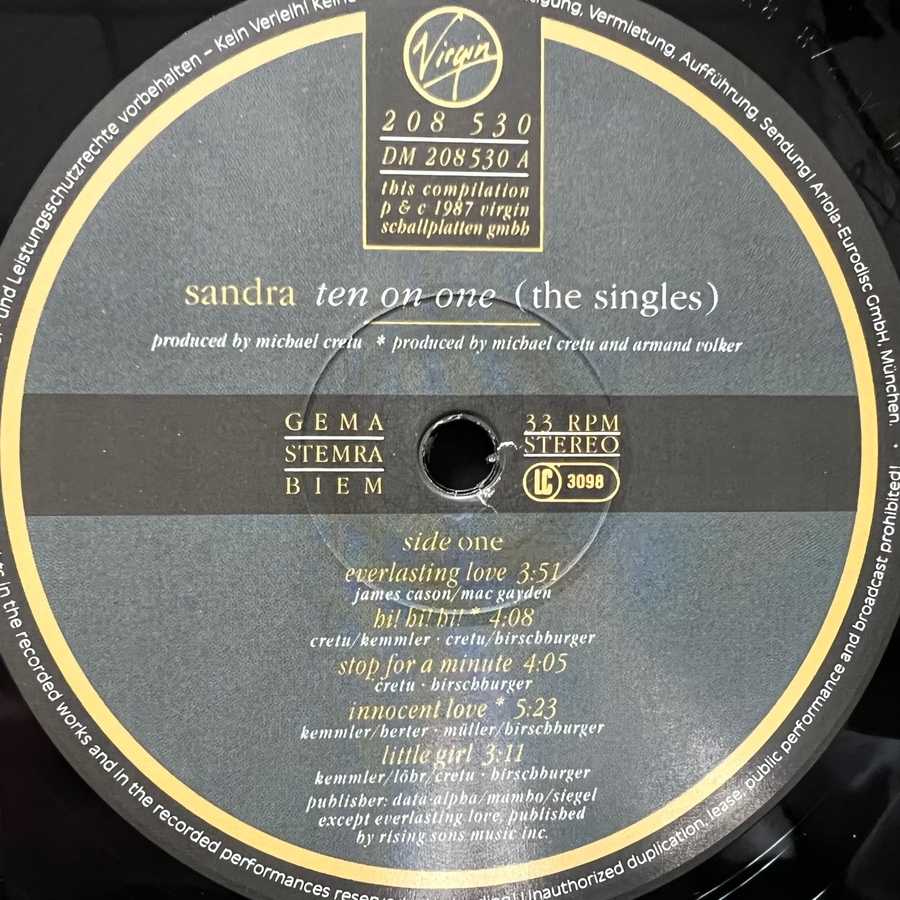 und Leistungsschutzrechte vorbehalten – Kein Verleih! Keine
Vermietung, Aufführung, Sendung! Ariola-Eurodisc GmbH, München. •
Virgin
208 530
DM 208530 A
this compilation
p & c 1987 virgin
schallplatten gmbh
sandra ten on one (the singles)
produced by michael cretu * produced by michael cretu and armand volker
GEMA
STEMRA
BIEM
33 RPM
STEREO
LC 3098
side one
everlasting love 3:51
james cason/mac gayden
hi! hi! hi! * 4:08
cretu/kemmler · cretu/hirschburger
stop for a minute 4:05
cretu · hirschburger
innocent love * 5:23
kemmler/herter · müller/hirschburger
little girl 3:11
kemmler/löhr/cretu · hirschburger
publisher: data-alpha/mambo/siegel
except everlasting love, published
by rising sons music inc.
in the recorded works and in the recorded performances
Unauthorized duplication, lease, public performance and broadcast prohibited!